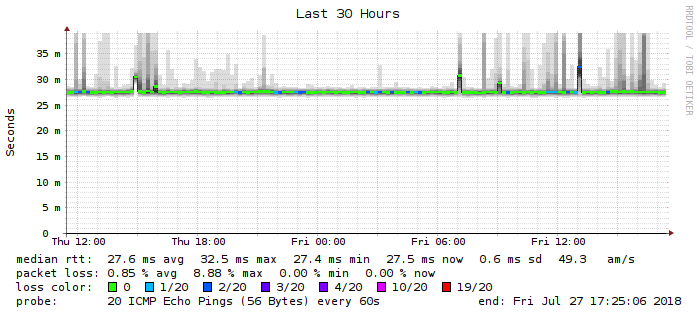 Last 30 Hours
RRDTOOL / TOBI OETIKER
Seconds
35 m
30 m
25 m
20 m
15 m
10 m
5 m
0
Thu 12:00 Thu 18:00 Fri 00:00 Fri 06:00 Fri 12:00
median rtt: 27.6 ms avg 32.5 ms max 27.4 ms min 27.5 ms now 0.6 ms sd 49.3 am/s
packet loss: 0.85 % avg 8.88 % max 0.00 % min 0.00 % now
loss color: 0 1/20 2/20 3/20 4/20 10/20 19/20
probe: 20 ICMP Echo Pings (56 Bytes) every 60s end: Fri Jul 27 17:25:06 2018